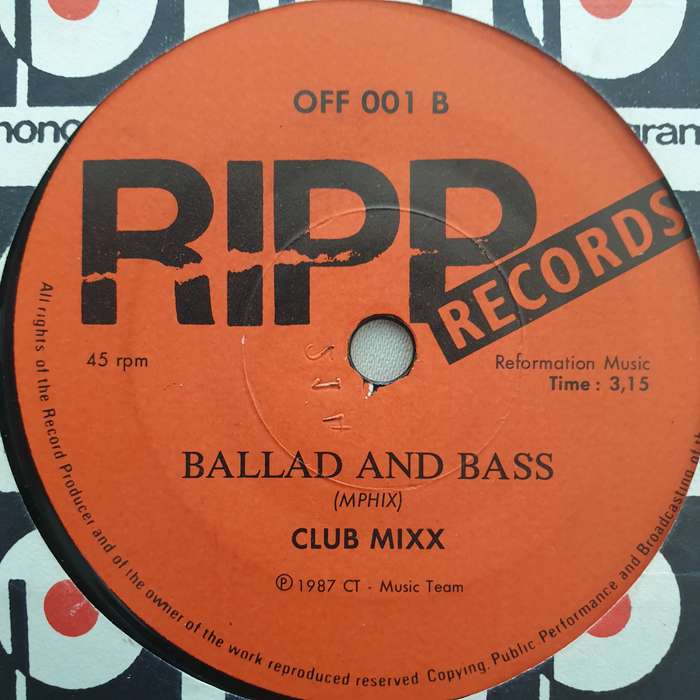 OFF 001 B
RIPP
RECORDS
45 rpm
Reformation Music
Time : 3,15
BALLAD AND BASS
(MPHIX)
CLUB MIXX
Ⓟ 1987 CT - Music Team
All rights of the Record Producer and of the owner of the work reproduced reserved Copying. Public Performance and Broadcasting of th